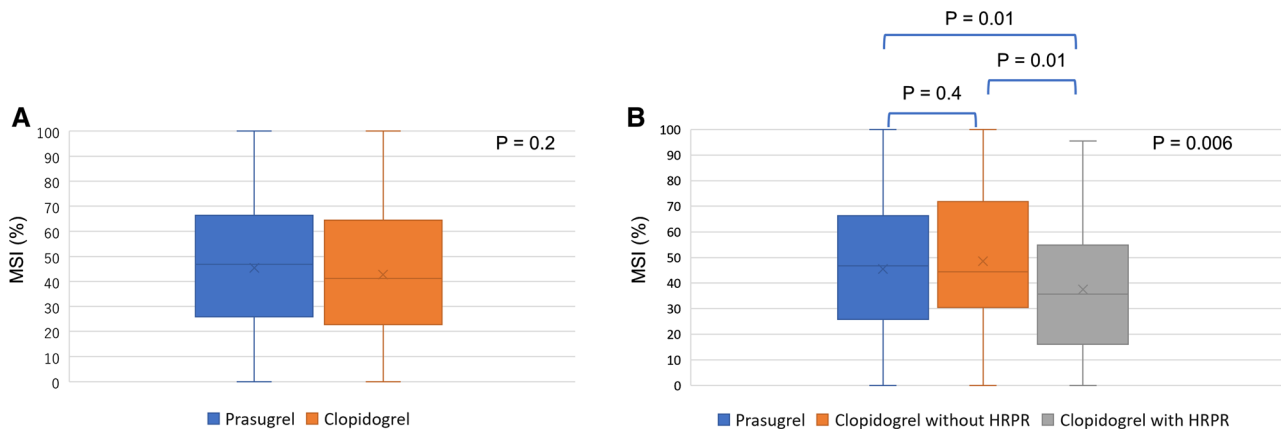 A
P = 0.2
MSI (%)
100
90
80
70
60
50
40
30
20
10
0
Prasugrel Clopidogrel
P = 0.01
P = 0.01
P = 0.4
B
P = 0.006
MSI (%)
100
90
80
70
60
50
40
30
20
10
0
Prasugrel Clopidogrel without HRPR Clopidogrel with HRPR